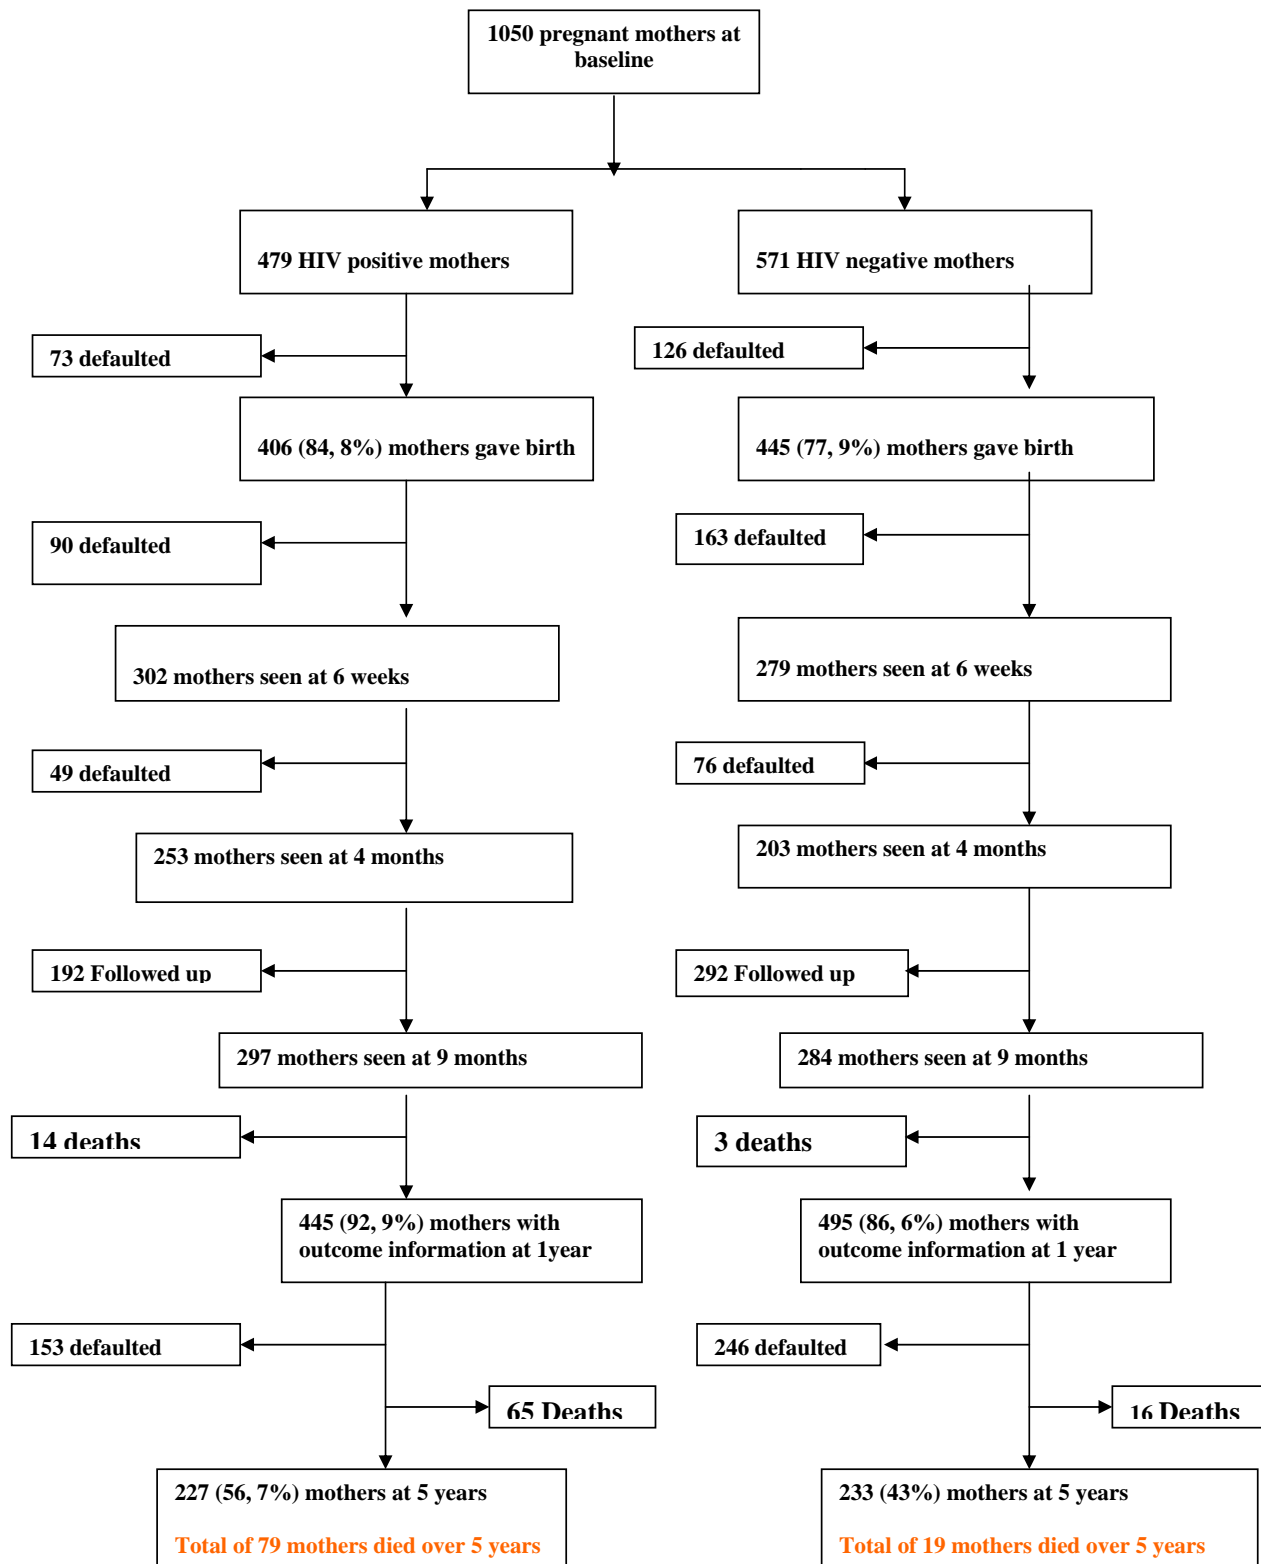 1050 pregnant mothers at
baseline
479 HIV positive mothers
571 HIV negative mothers
73 defaulted
126 defaulted
406 (84, 8%) mothers gave birth
445 (77, 9%) mothers gave birth
90 defaulted
163 defaulted
302 mothers seen at 6 weeks
279 mothers seen at 6 weeks
49 defaulted
76 defaulted
253 mothers seen at 4 months
203 mothers seen at 4 months
192 Followed up
292 Followed up
297 mothers seen at 9 months
284 mothers seen at 9 months
14 deaths
3 deaths
445 (92, 9%) mothers with
outcome information at 1year
495 (86, 6%) mothers with
outcome information at 1 year
153 defaulted
246 defaulted
65 Deaths
16 Deaths
227 (56, 7%) mothers at 5 years
Total of 79 mothers died over 5 years
233 (43%) mothers at 5 years
Total of 19 mothers died over 5 years